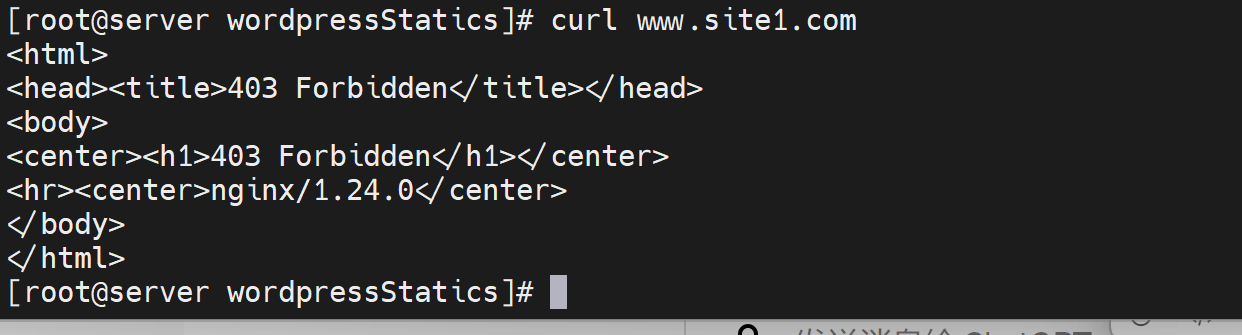 [root@server wordpressStatics]# curl www.site1.com
<html>
<head><title>403 Forbidden</title></head>
<body>
<center><h1>403 Forbidden</h1></center>
<hr><center>nginx/1.24.0</center>
</body>
</html>
[root@server wordpressStatics]#